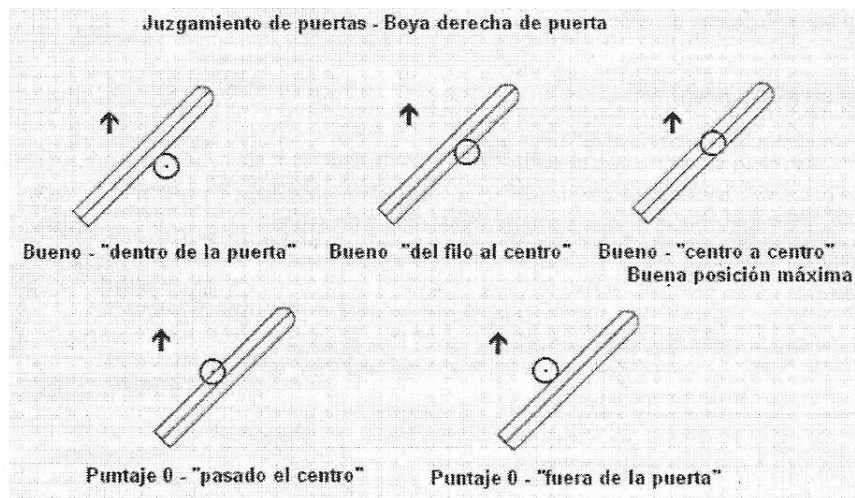 Juzgamiento de puertas - Boya derecha de puerta
Bueno - "dentro de la puerta"
Bueno "del filo al centro"
Bueno - "centro a centro"
Buena posición máxima
Puntaje 0 - "pasado el centro"
Puntaje 0 - "fuera de la puerta"